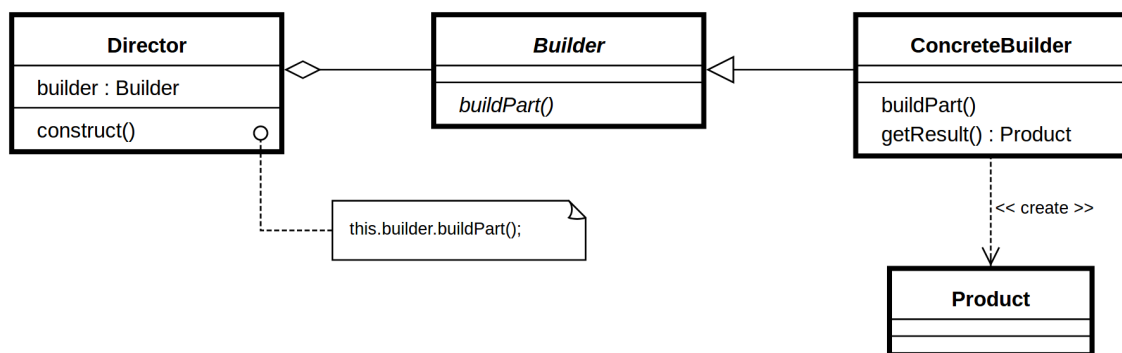 Director
builder : Builder
construct()
Builder
buildPart()
ConcreteBuilder
buildPart()
getResult() : Product
this.builder.buildPart();
<< create >>
Product